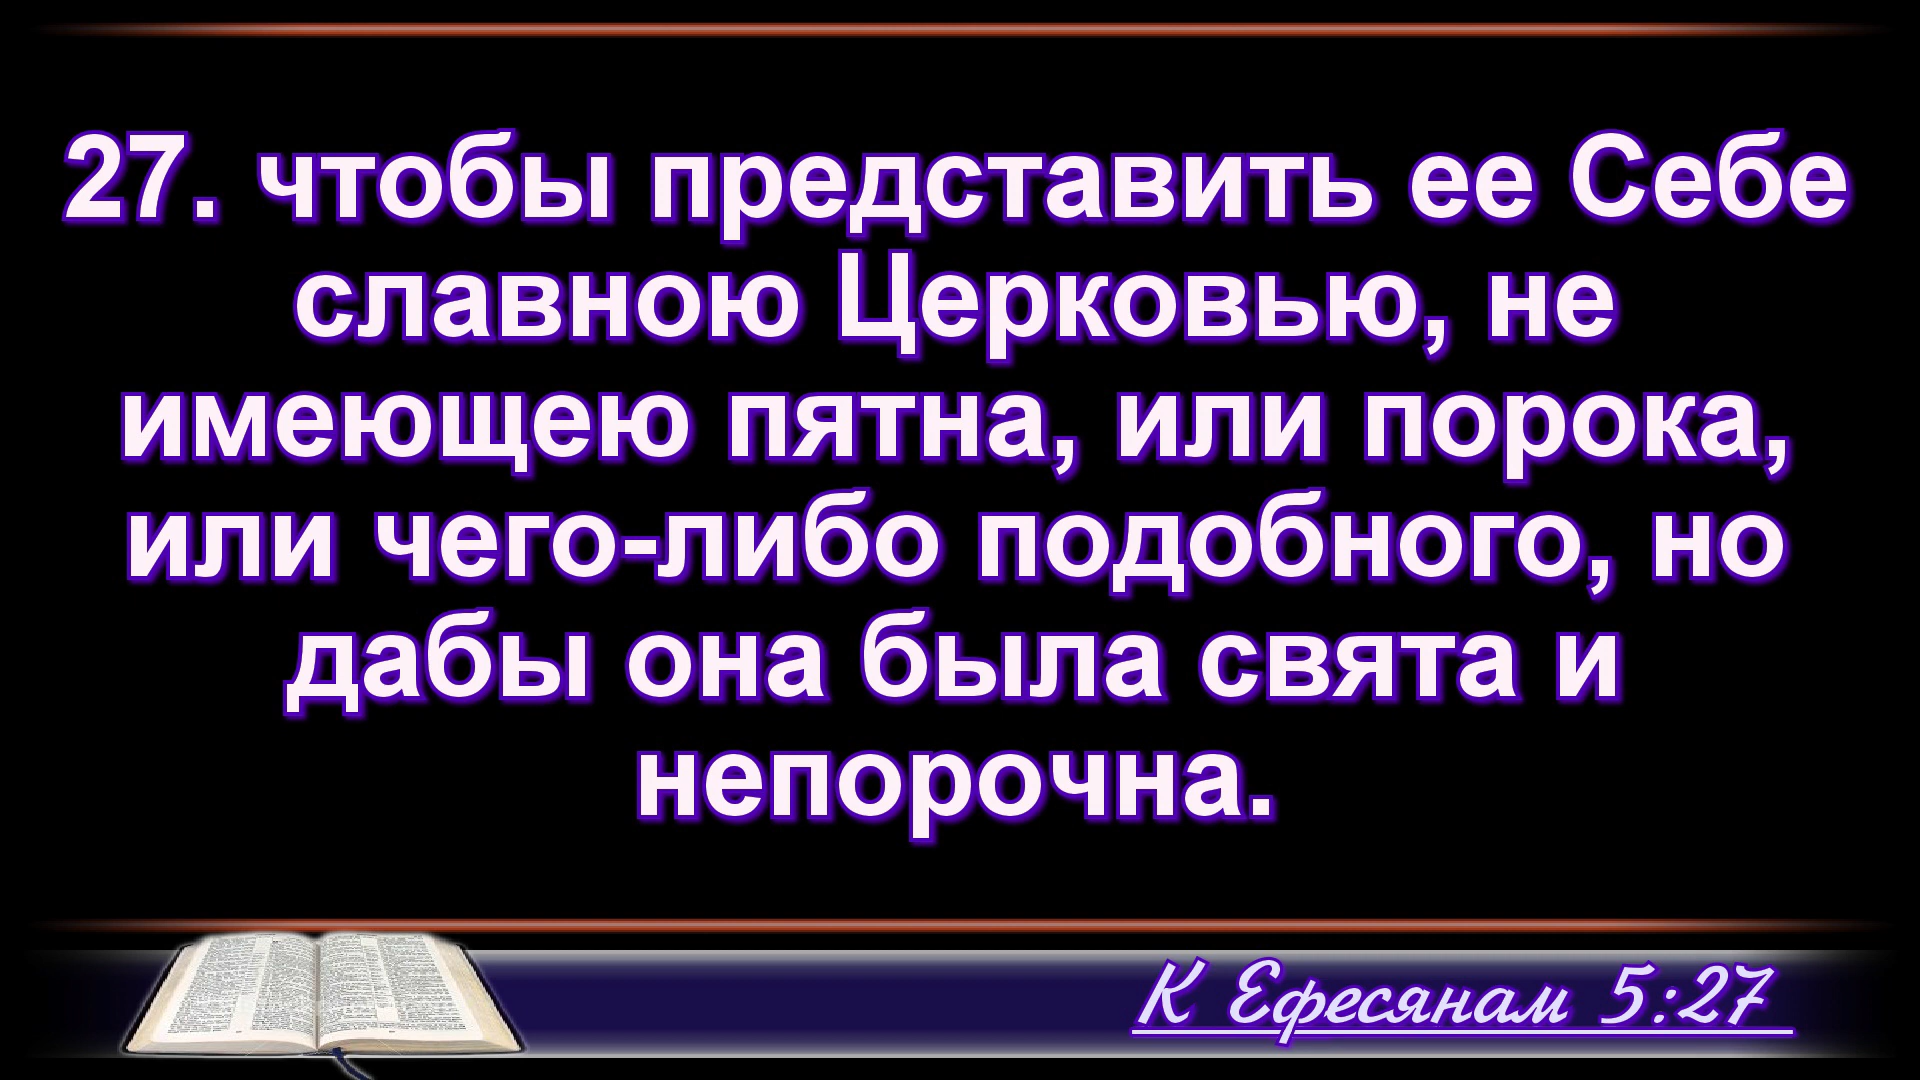 27. чтобы представить ее Себе
славною Церковью, не
имеющею пятна, или порока,
или чего-либо подобного, но
дабы она была свята и
непорочна.
К Ефесянам 5:27